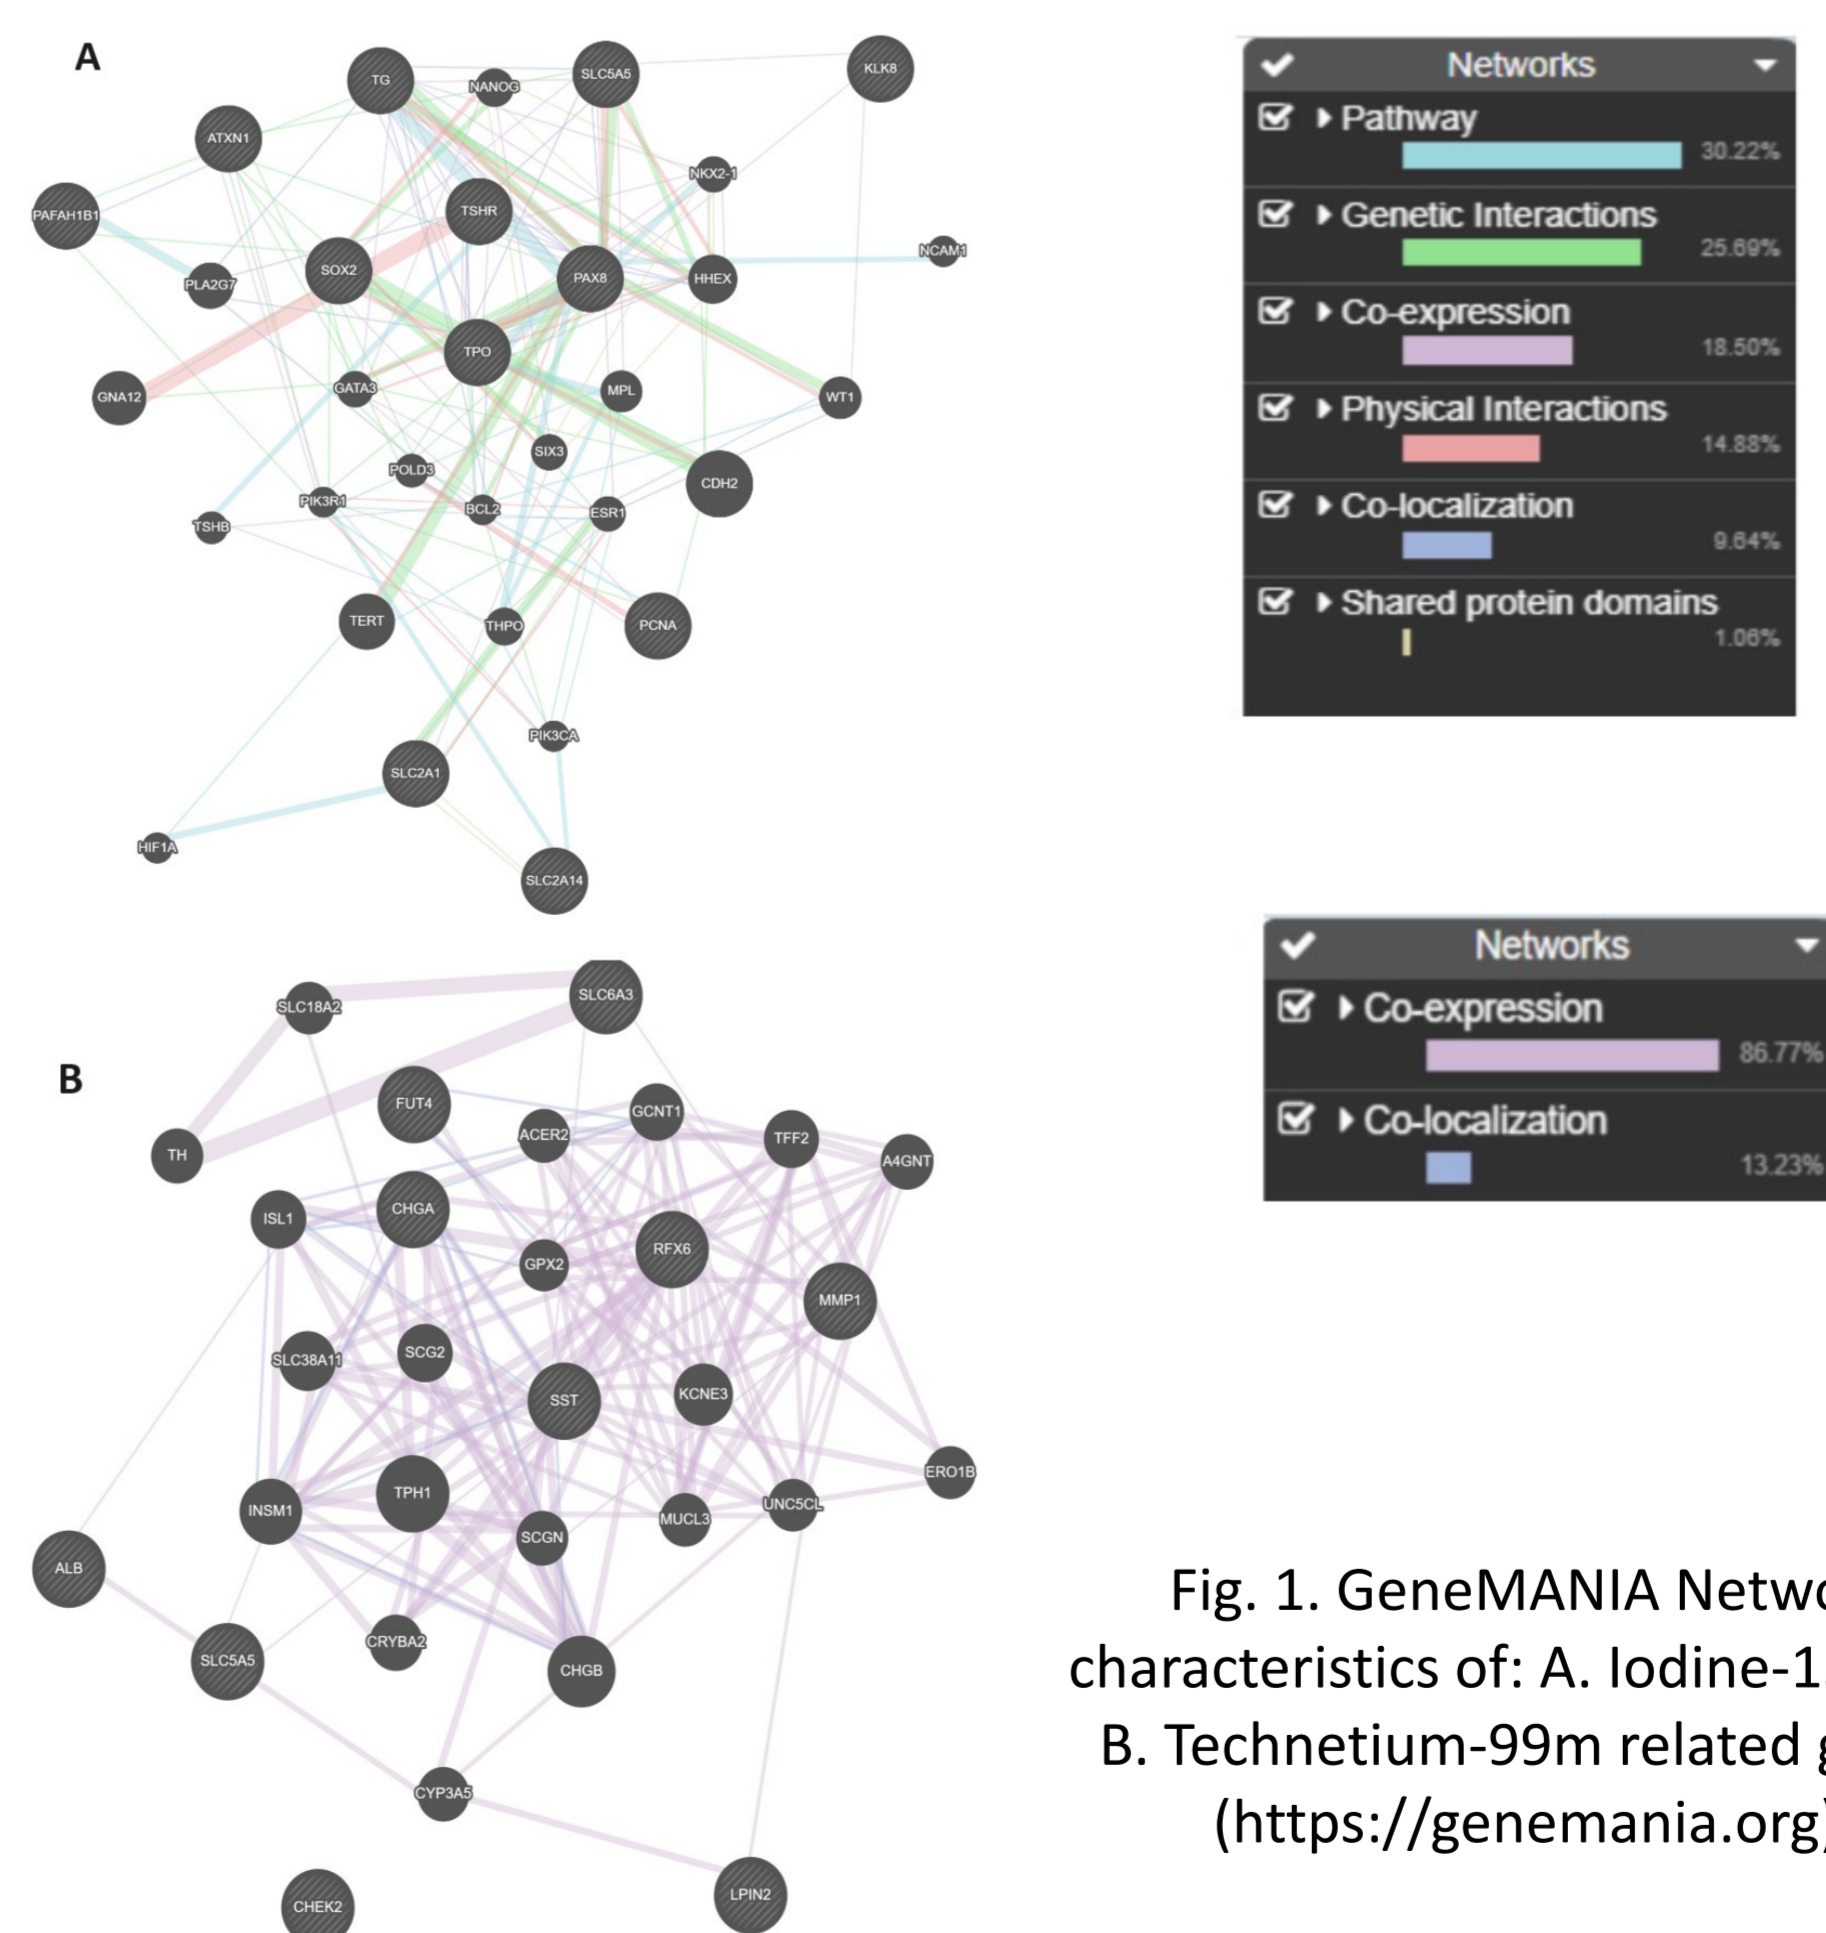 A
TG
NANOG
SLC5A5
KLK8
ATXN1
NKX2-1
PAFAH1B1
TSHR
NCAM1
SOX2
PAX8
HHEX
PLA2G7
TPO
GATA3
MPL
GNA12
WT1
SIX3
POLD3
CDH2
PIK3R1
BCL2
ESR1
TSHB
TERT
THPO
PCNA
PIK3CA
SLC2A1
HIF1A
SLC2A14
Networks
Pathway
30.22%
Genetic Interactions
25.69%
Co-expression
18.50%
Physical Interactions
14.88%
Co-localization
9.64%
Shared protein domains
1.06%
B
SLC18A2
SLC6A3
FUT4
GCNT1
ACER2
TFF2
TH
A4GNT
CHGA
ISL1
RFX6
GPX2
MMP1
SCG2
SLC38A11
SST
KCNE3
ERO1B
TPH1
INSM1
UNC5CL
MUCL3
SCGN
ALB
CRYBA2
SLC5A5
CHGB
CYP3A5
LPIN2
CHEK2
Networks
Co-expression
86.77%
Co-localization
13.23%
Fig. 1. GeneMANIA
characteristics of: A.
B. Technetium-99m related
(https://genemania.org)